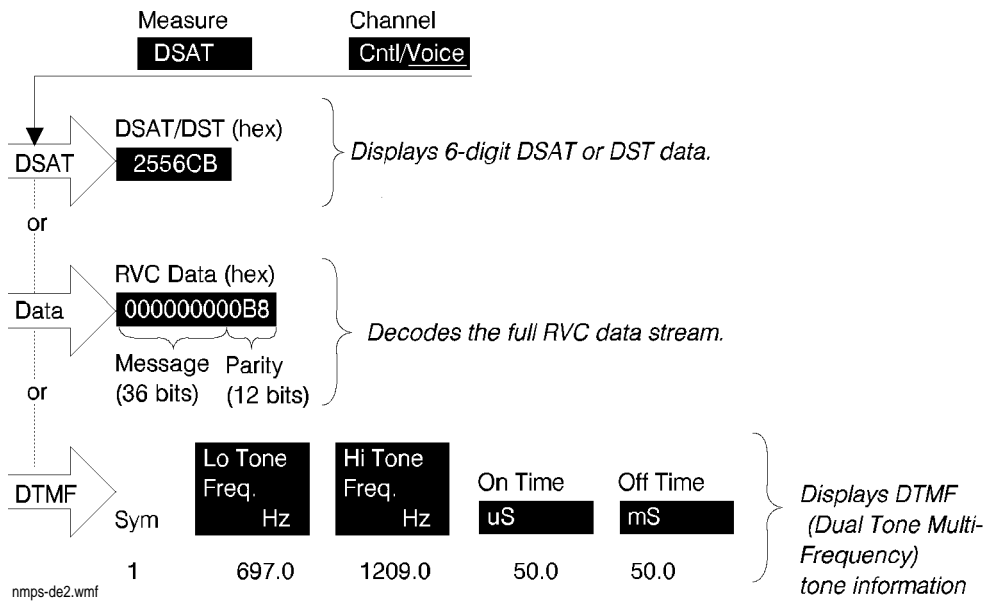 Measure
Channel
DSAT
Cntl/Voice
DSAT
DSAT/DST (hex)
2556CB
Displays 6-digit DSAT or DST data.
or
Data
RVC Data (hex)
000000000B8
Message
(36 bits)
Parity
(12 bits)
Decodes the full RVC data stream.
or
DTMF
Sym
Lo Tone
Freq.
Hz
Hi Tone
Freq.
Hz
On Time
uS
Off Time
mS
1
697.0
1209.0
50.0
50.0
Displays DTMF
(Dual Tone Multi-
Frequency)
tone information
nmps-de2.wmf